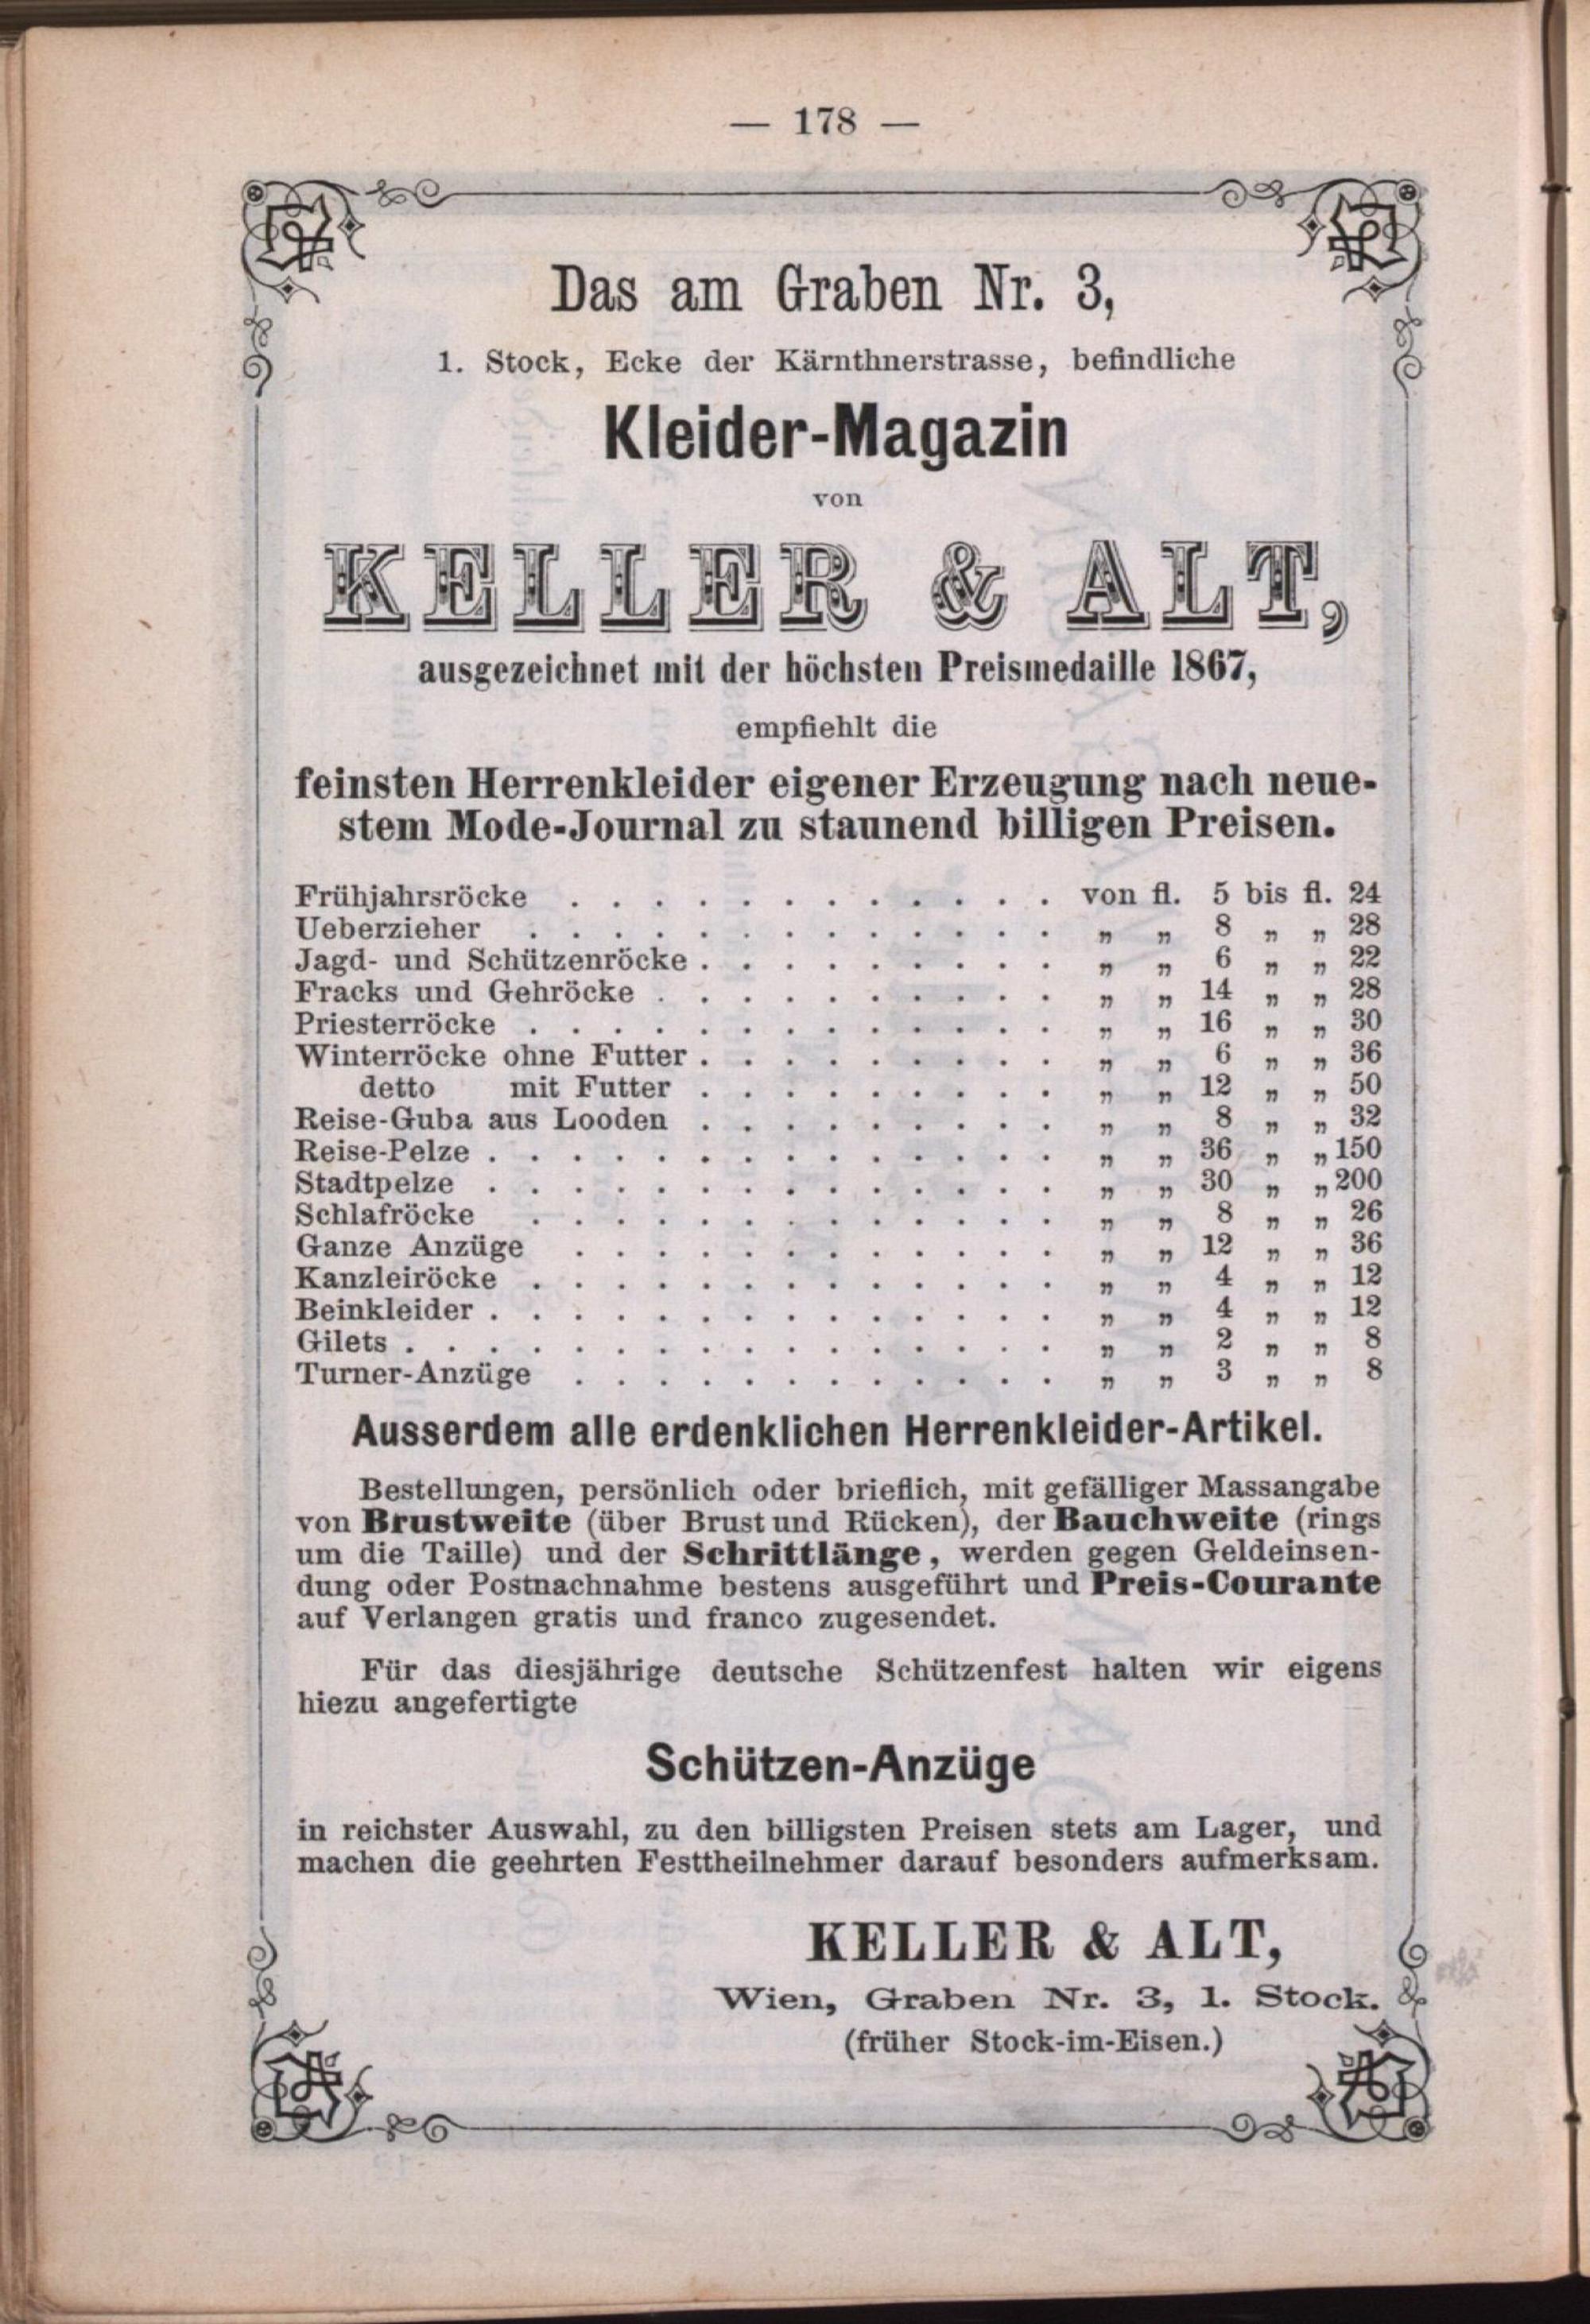 — 178 —
Das am Graben Nr. 3,
1. Stock, Ecke der Kärnthnerstrasse, befindliche
Kleider-Magazin
von
KELLER & ALT,
ausgezeichnet mit der höchsten Preismedaille 1867,
empfiehlt die
feinsten Herrenkleider eigener Erzeugung nach neue-
stem Mode-Journal zu staunend billigen Preisen.
Frühjahrsröcke . . . . . . . . . . . . von fl. 5 bis fl. 24
Ueberzieher . . . . . . . . . . . . . „ „ 8 „ „ 28
Jagd- und Schützenröcke . . . . . . . . . „ „ 6 „ „ 22
Fracks und Gehröcke . . . . . . . . . . „ „ 14 „ „ 28
Priesterröcke . . . . . . . . . . . . . „ „ 16 „ „ 30
Winterröcke ohne Futter . . . . . . . . . „ „ 6 „ „ 36
detto mit Futter . . . . . . . . . „ „ 12 „ „ 50
Reise-Guba aus Looden . . . . . . . . . „ „ 8 „ „ 32
Reise-Pelze . . . . . . . . . . . . . . „ „ 36 „ „ 150
Stadtpelze . . . . . . . . . . . . . . „ „ 30 „ „ 200
Schlafröcke . . . . . . . . . . . . . „ „ 8 „ „ 26
Ganze Anzüge . . . . . . . . . . . . „ „ 12 „ „ 36
Kanzleiröcke . . . . . . . . . . . . . „ „ 4 „ „ 12
Beinkleider . . . . . . . . . . . . . . „ „ 4 „ „ 12
Gilets . . . . . . . . . . . . . . . . „ „ 2 „ „ 8
Turner-Anzüge . . . . . . . . . . . . „ „ 3 „ „ 8
Ausserdem alle erdenklichen Herrenkleider-Artikel.
Bestellungen, persönlich oder brieflich, mit gefälliger Massangabe
von Brustweite (über Brust und Rücken), der Bauchweite (rings
um die Taille) und der Schrittlänge, werden gegen Geldeinsen-
dung oder Postnachnahme bestens ausgeführt und Preis-Courante
auf Verlangen gratis und franco zugesendet.
Für das diesjährige deutsche Schützenfest halten wir eigens
hiezu angefertigte
Schützen-Anzüge
in reichster Auswahl, zu den billigsten Preisen stets am Lager, und
machen die geehrten Festtheilnehmer darauf besonders aufmerksam.
KELLER & ALT,
Wien, Graben Nr. 3, 1. Stock.
(früher Stock-im-Eisen.)